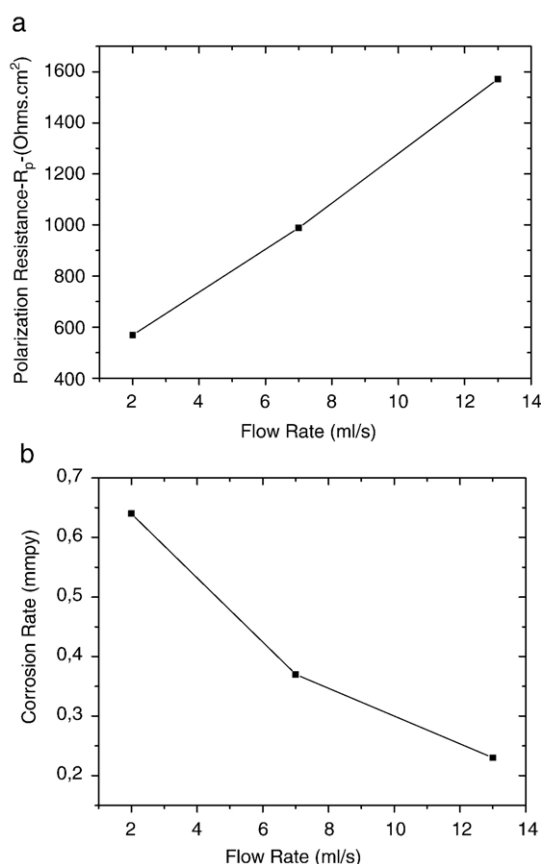 a
Polarization Resistance-Rp-(Ohms.cm²)
1600
1400
1200
1000
800
600
400
2 4 6 8 10 12 14
Flow Rate (ml/s)
b
Corrosion Rate (mmpy)
0,7
0,6
0,5
0,4
0,3
0,2
2 4 6 8 10 12 14
Flow Rate (ml/s)